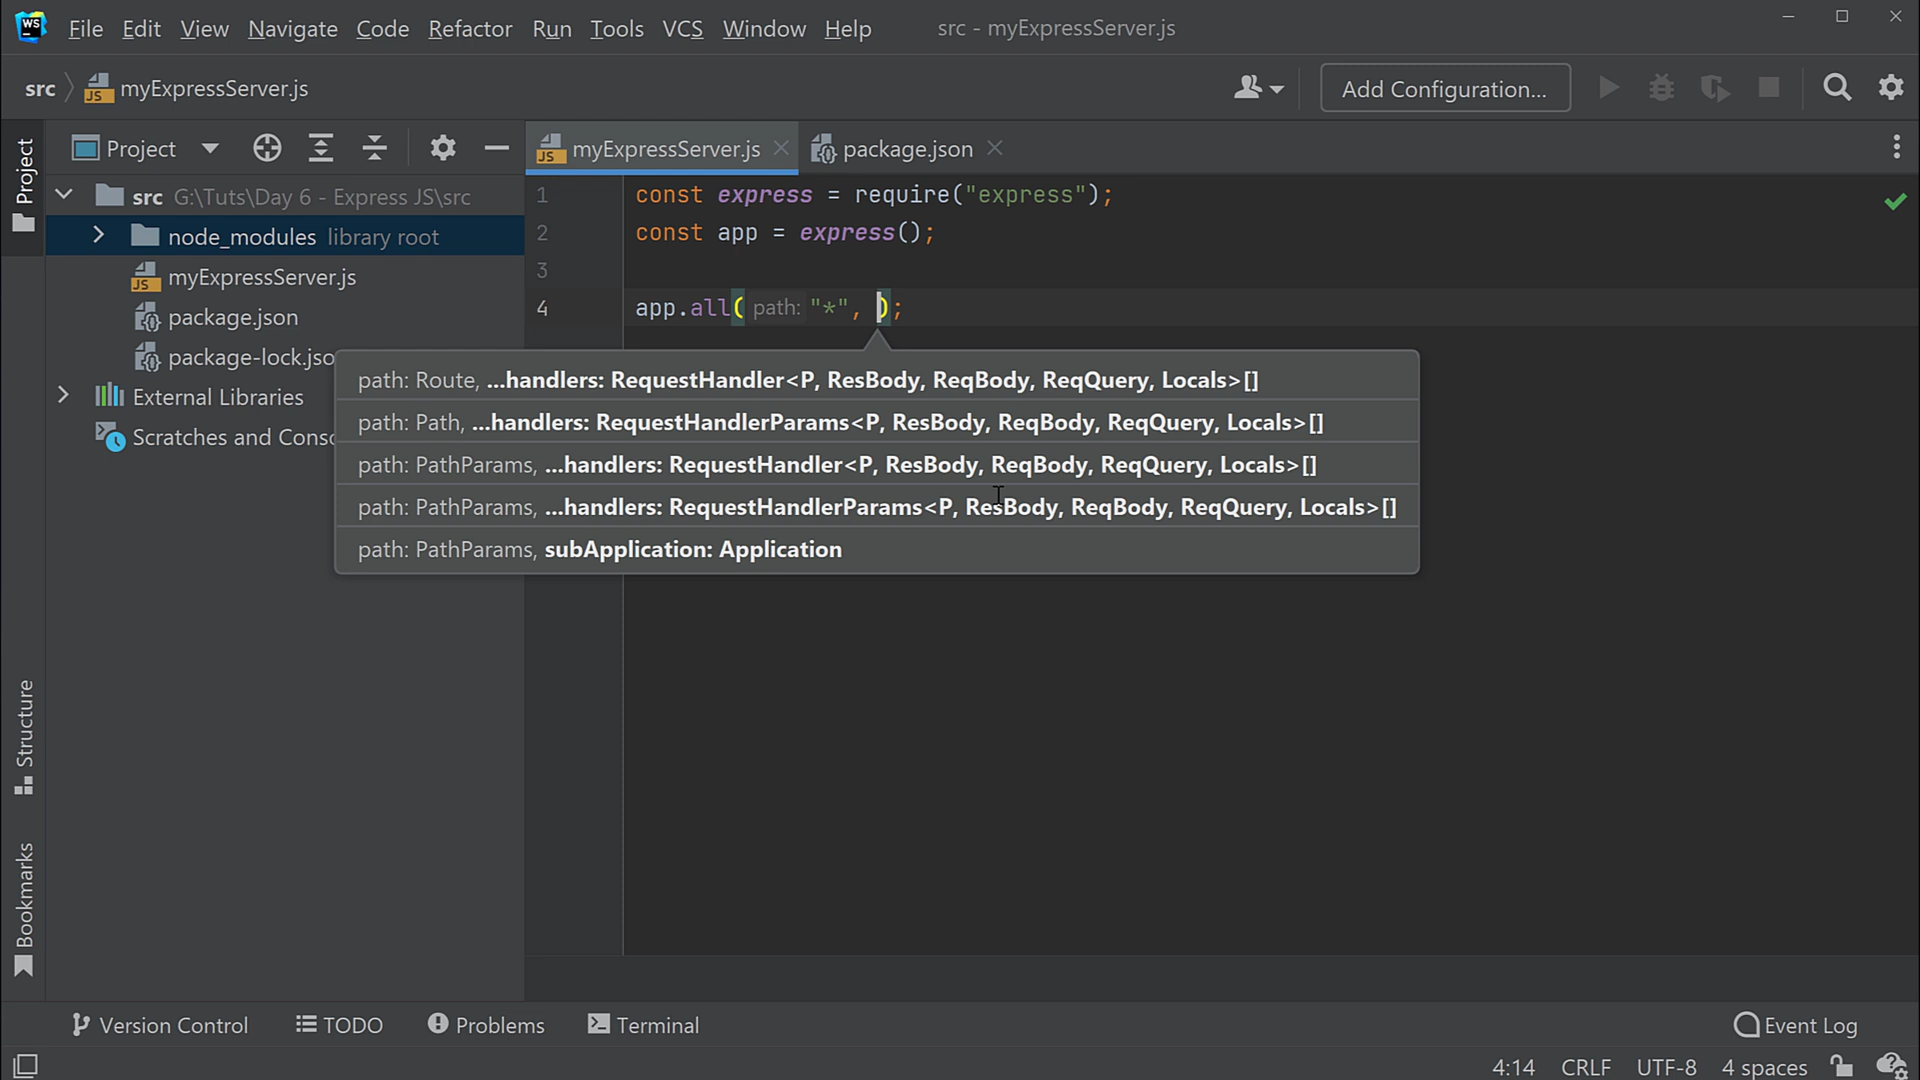 WS File Edit View Navigate Code Refactor Run Tools VCS Window Help src - myExpressServer.js
src myExpressServer.js Add Configuration...
Project
Project myExpressServer.js package.json
src G:\Tuts\Day 6 - Express JS\src
node_modules library root
myExpressServer.js
package.json
package-lock.jso
External Libraries
Scratches and Conso
1 const express = require("express");
2 const app = express();
3
4 app.all( path: "*", );
path: Route, ...handlers: RequestHandler<P, ResBody, ReqBody, ReqQuery, Locals>[]
path: Path, ...handlers: RequestHandlerParams<P, ResBody, ReqBody, ReqQuery, Locals>[]
path: PathParams, ...handlers: RequestHandler<P, ResBody, ReqBody, ReqQuery, Locals>[]
path: PathParams, ...handlers: RequestHandlerParams<P, ResBody, ReqBody, ReqQuery, Locals>[]
path: PathParams, subApplication: Application
Structure
Bookmarks
Version Control TODO Problems Terminal Event Log
4:14 CRLF UTF-8 4 spaces